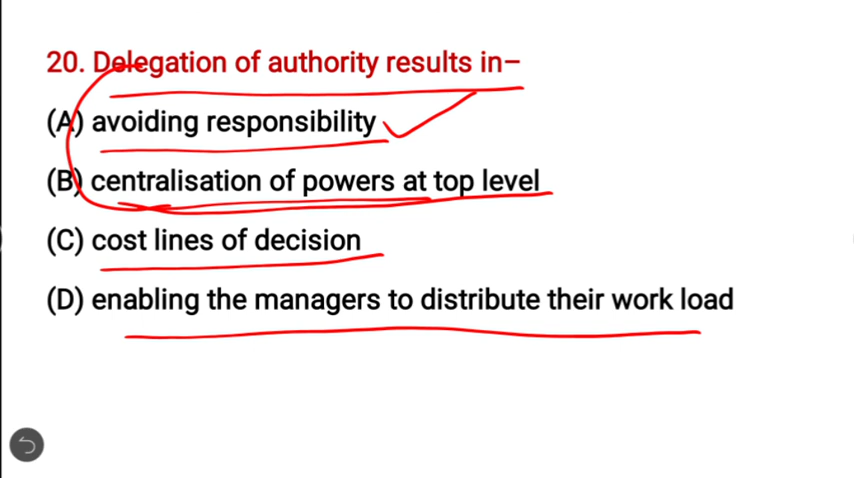 20. Delegation of authority results in–
(A) avoiding responsibility
(B) centralisation of powers at top level
(C) cost lines of decision
(D) enabling the managers to distribute their work load